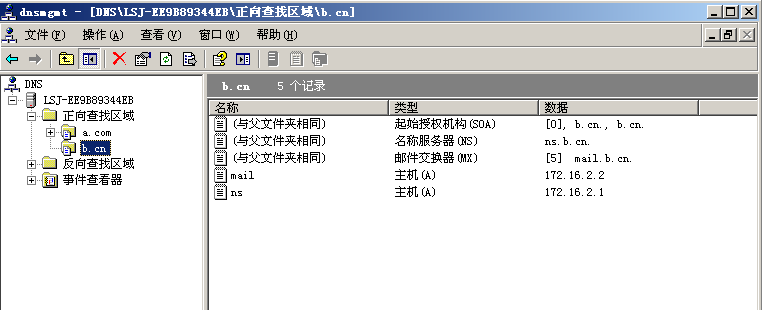 dnsmgmt - [DNS\LSJ-EE9B89344EB\正向查找区域\b.cn]
文件(F) 操作(A) 查看(V) 窗口(W) 帮助(H)
DNS
LSJ-EE9B89344EB
正向查找区域
a.com
b.cn
反向查找区域
事件查看器
b.cn 5 个记录
名称 类型 数据
(与父文件夹相同) 起始授权机构(SOA) [0], b.cn., b.cn.
(与父文件夹相同) 名称服务器(NS) ns.b.cn.
(与父文件夹相同) 邮件交换器(MX) [5] mail.b.cn.
mail 主机(A) 172.16.2.2
ns 主机(A) 172.16.2.1